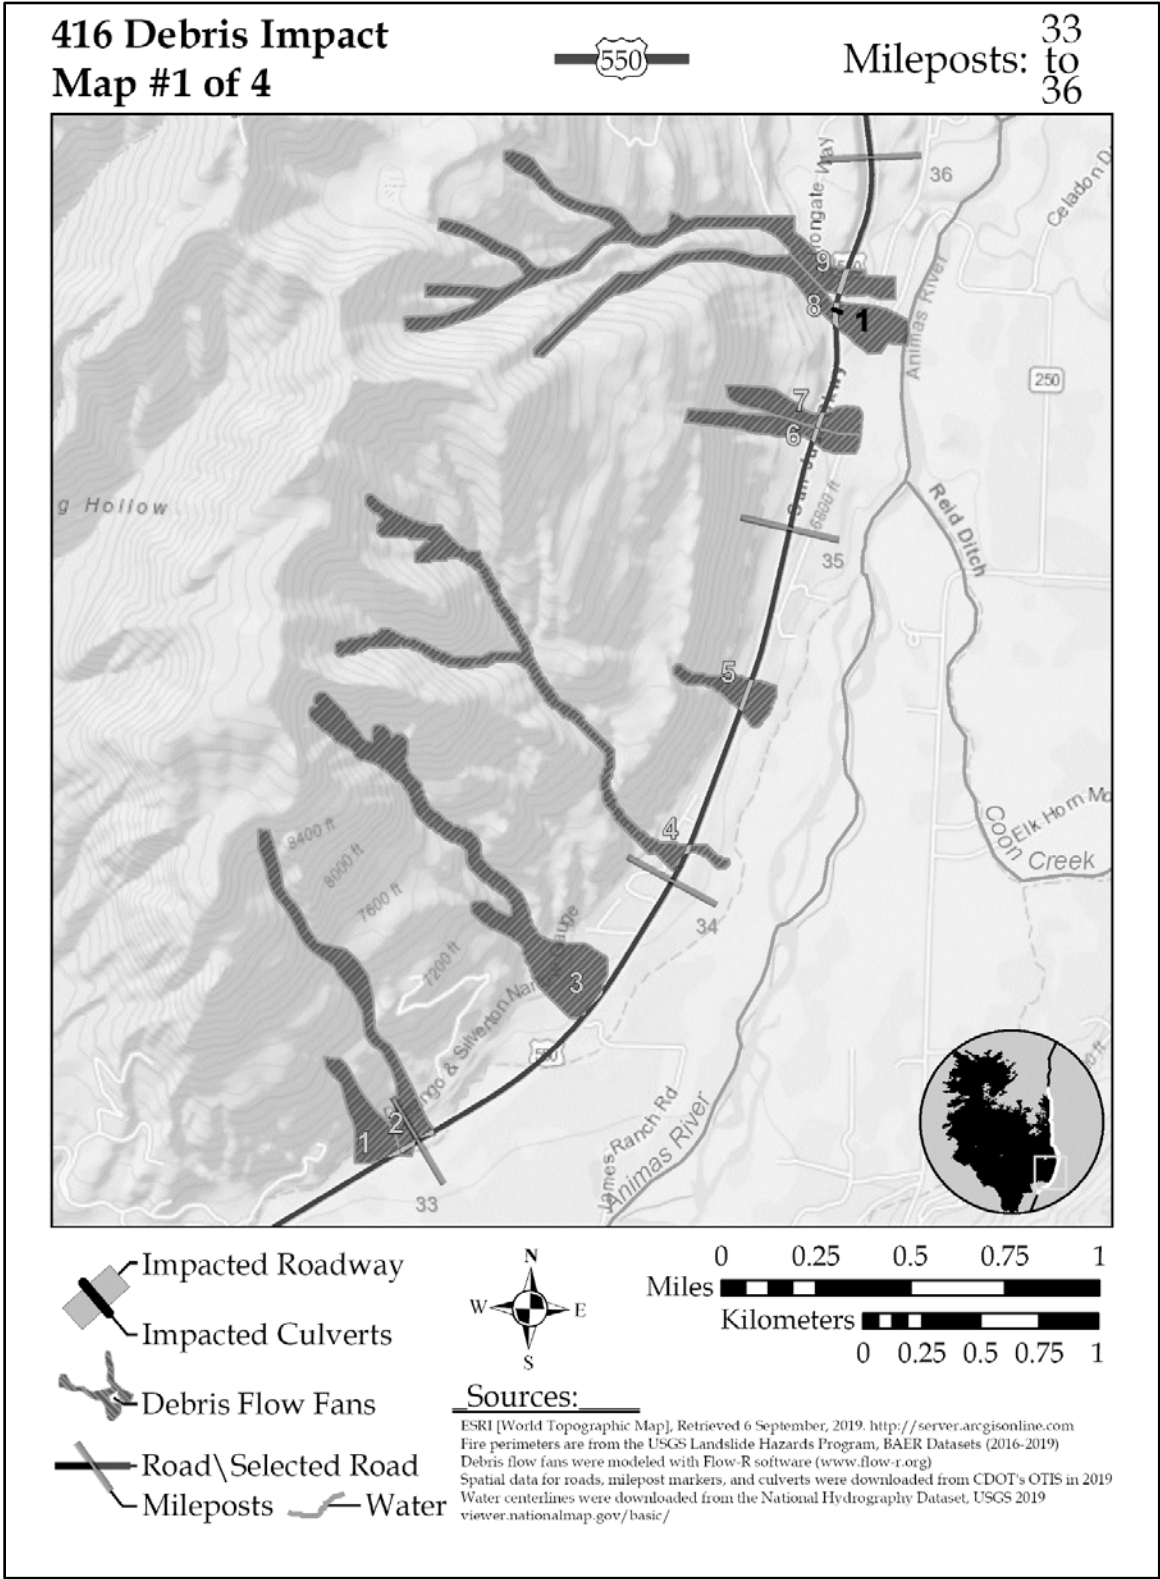 416 Debris Impact
Map #1 of 4
550
Mileposts:
33
to
36
36
Celadon D
Animas River
9
8
1
250
7
6
g Hollow
6800 ft
Reid Ditch
35
5
Elk Horn Mo
Coon Creek
4
8400 ft
8000 ft
7600 ft
7200 ft
34
3
550
James Ranch Rd
Animas River
2
1
33
0 ft
Impacted Roadway
Impacted Culverts
Debris Flow Fans
Road\Selected Road
Mileposts
Water
N
W
E
S
0 0.25 0.5 0.75 1
Miles
Kilometers
0 0.25 0.5 0.75 1
Sources:
ESRI [World Topographic Map], Retrieved 6 September, 2019. http://server.arcgisonline.com
Fire perimeters are from the USGS Landslide Hazards Program, BAER Datasets (2016-2019)
Debris flow fans were modeled with Flow-R software (www.flow-r.org)
Spatial data for roads, milepost markers, and culverts were downloaded from CDOT's OTIS in 2019
Water centerlines were downloaded from the National Hydrography Dataset, USGS 2019
viewer.nationalmap.gov/basic/